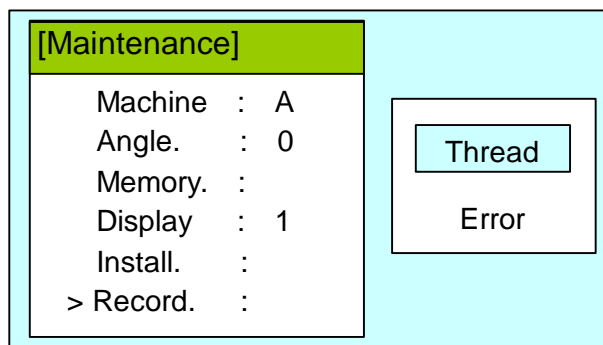 [Maintenance]
Machine : A
Angle. : 0
Memory. :
Display : 1
Install. :
> Record. :
Thread
Error